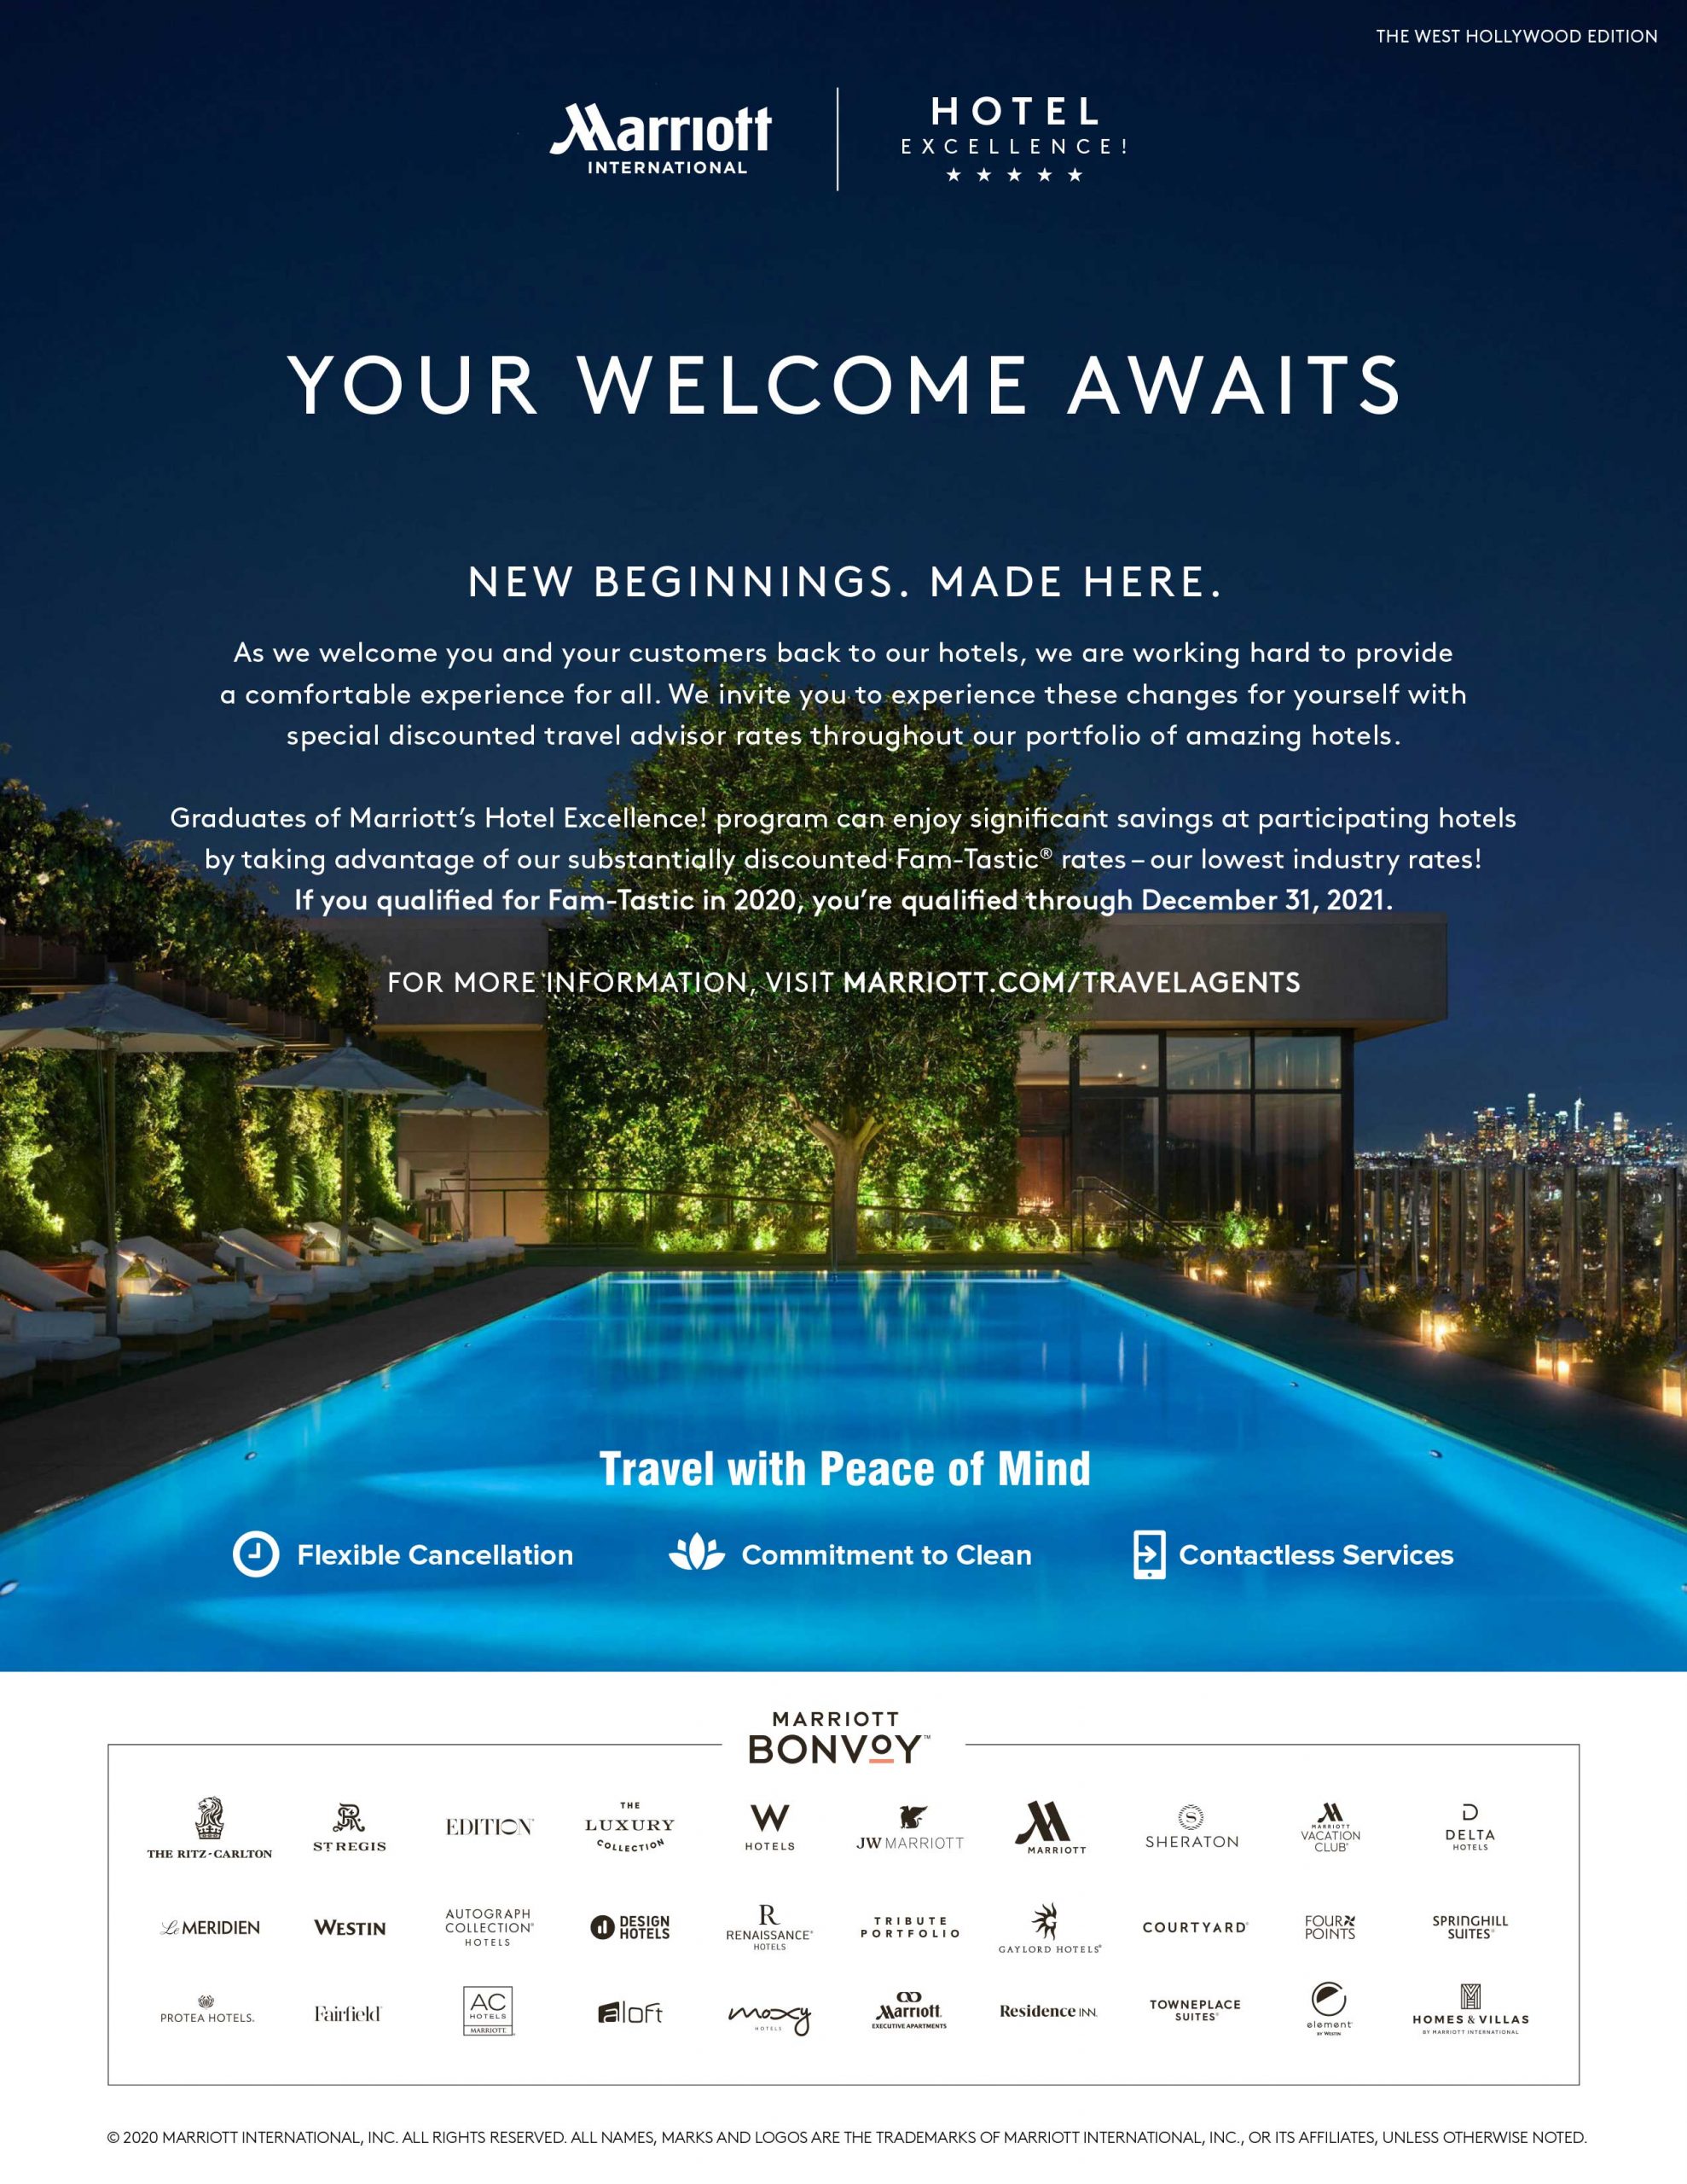 THE WEST HOLLYWOOD EDITION
Marriott
INTERNATIONAL
HOTEL
EXCELLENCE!
YOUR WELCOME AWAITS
NEW BEGINNINGS. MADE HERE.
As we welcome you and your customers back to our hotels, we are working hard to provide
a comfortable experience for all. We invite you to experience these changes for yourself with
special discounted travel advisor rates throughout our portfolio of amazing hotels.
Graduates of Marriott's Hotel Excellence! program can enjoy significant savings at participating hotels
by taking advantage of our substantially discounted Fam-Tastic® rates – our lowest industry rates!
If you qualified for Fam-Tastic in 2020, you're qualified through December 31, 2021.
FOR MORE INFORMATION, VISIT MARRIOTT.COM/TRAVELAGENTS
Travel with Peace of Mind
Flexible Cancellation
Commitment to Clean
Contactless Services
MARRIOTT
BONVOY™
THE RITZ-CARLTON
ST REGIS
EDITION
THE
LUXURY
COLLECTION
W
HOTELS
JW MARRIOTT
MARRIOTT
S
SHERATON
MARRIOTT
VACATION
CLUB®
D
DELTA
HOTELS
Le MERIDIEN
WESTIN
AUTOGRAPH
COLLECTION®
HOTELS
DESIGN
HOTELS
R
RENAISSANCE®
HOTELS
TRIBUTE
PORTFOLIO
GAYLORD HOTELS®
COURTYARD®
FOUR
POINTS
SPRINGHILL
SUITES®
PROTEA HOTELS.
Fairfield
AC
HOTELS
MARRIOTT
aloft
moxy
HOTELS
Marriott
EXECUTIVE APARTMENTS
Residence INN.
TOWNEPLACE
SUITES®
element
BY WESTIN
HOMES & VILLAS
BY MARRIOTT INTERNATIONAL
© 2020 MARRIOTT INTERNATIONAL, INC. ALL RIGHTS RESERVED. ALL NAMES, MARKS AND LOGOS ARE THE TRADEMARKS OF MARRIOTT INTERNATIONAL, INC., OR ITS AFFILIATES, UNLESS OTHERWISE NOTED.